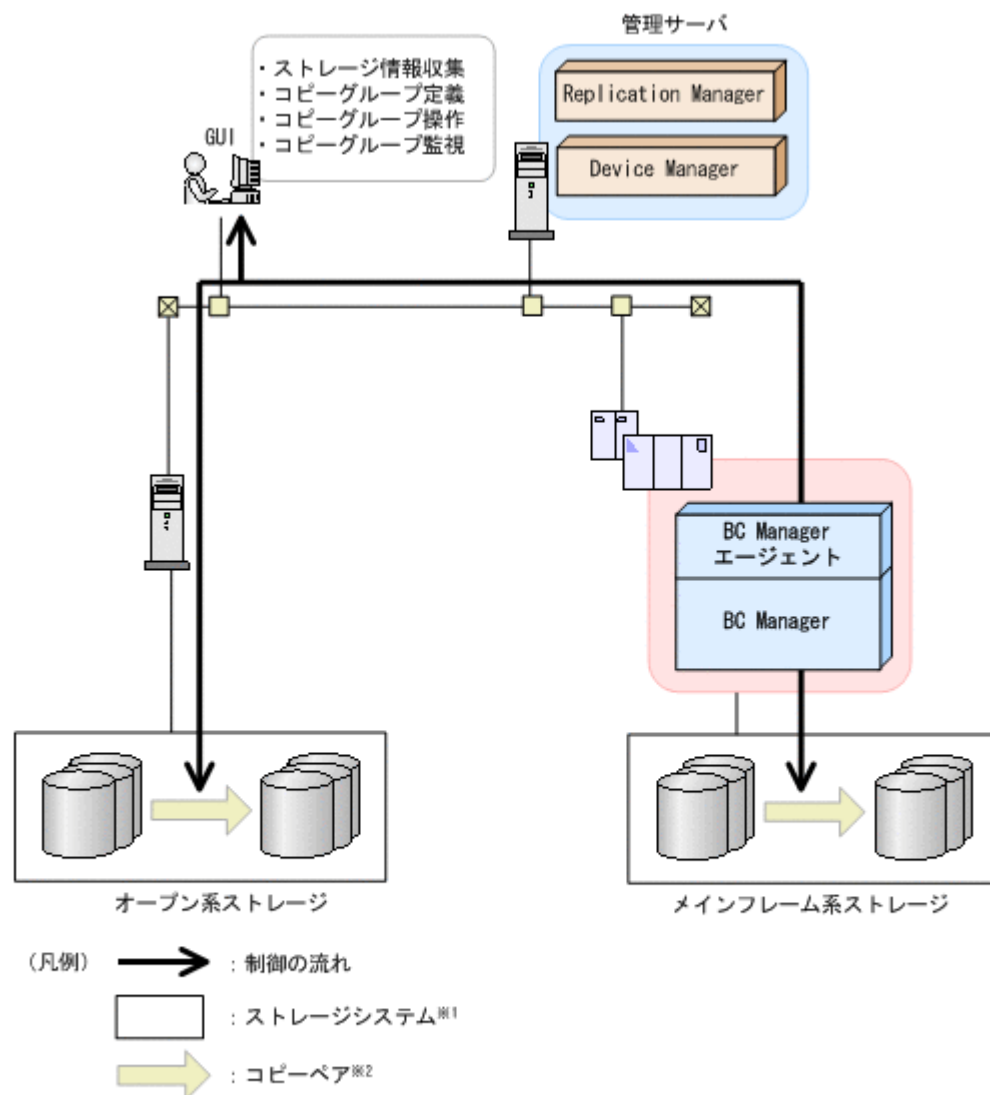 管理サーバ
・ストレージ情報収集
・コピーグループ定義
・コピーグループ操作
・コピーグループ監視
GUI
Replication Manager
Device Manager
BC Manager
エージェント
BC Manager
オープン系ストレージ
メインフレーム系ストレージ
(凡例)
：制御の流れ
：ストレージシステム※1
：コピーペア※2